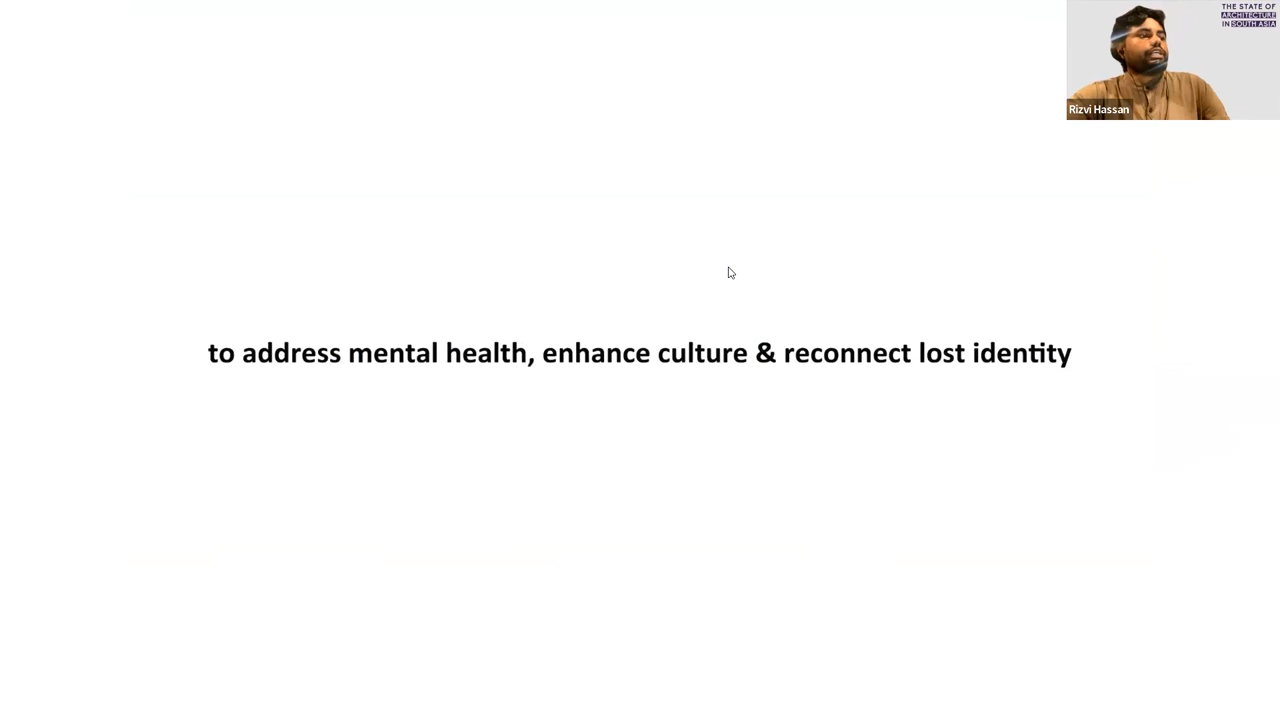 THE STATE OF
ARCHITECTURE
IN SOUTH ASIA
Rizvi Hassan
to address mental health, enhance culture & reconnect lost identity